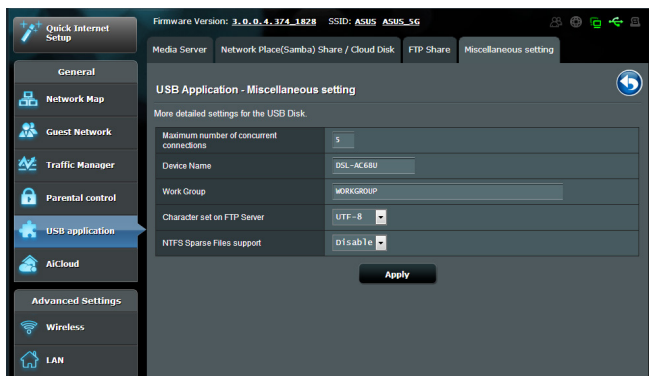 Quick Internet
Setup
Firmware Version: 3.0.0.4.374_1828 SSID: ASUS ASUS_5G
Media Server
Network Place(Samba) Share / Cloud Disk
FTP Share
Miscellaneous setting
General
Network Map
Guest Network
Traffic Manager
Parental control
USB application
AiCloud
Advanced Settings
Wireless
LAN
USB Application - Miscellaneous setting
More detailed settings for the USB Disk.
Maximum number of concurrent
connections
5
Device Name
DSL-AC68U
Work Group
WORKGROUP
Character set on FTP Server
UTF-8
NTFS Sparse Files support
Disable
Apply